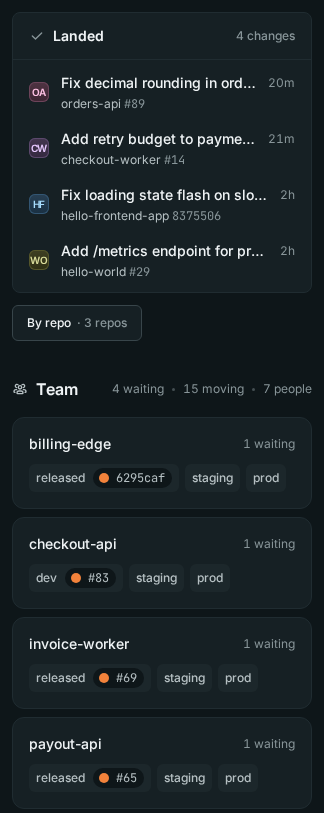 Landed 4 changes
OA Fix decimal rounding in ord... 20m
orders-api #89
CW Add retry budget to payme... 21m
checkout-worker #14
HF Fix loading state flash on slo... 2h
hello-frontend-app 8375506
WO Add /metrics endpoint for pr... 2h
hello-world #29
By repo · 3 repos
Team 4 waiting • 15 moving • 7 people
billing-edge 1 waiting
released 6295caf staging prod
checkout-api 1 waiting
dev #83 staging prod
invoice-worker 1 waiting
released #69 staging prod
payout-api 1 waiting
released #65 staging prod